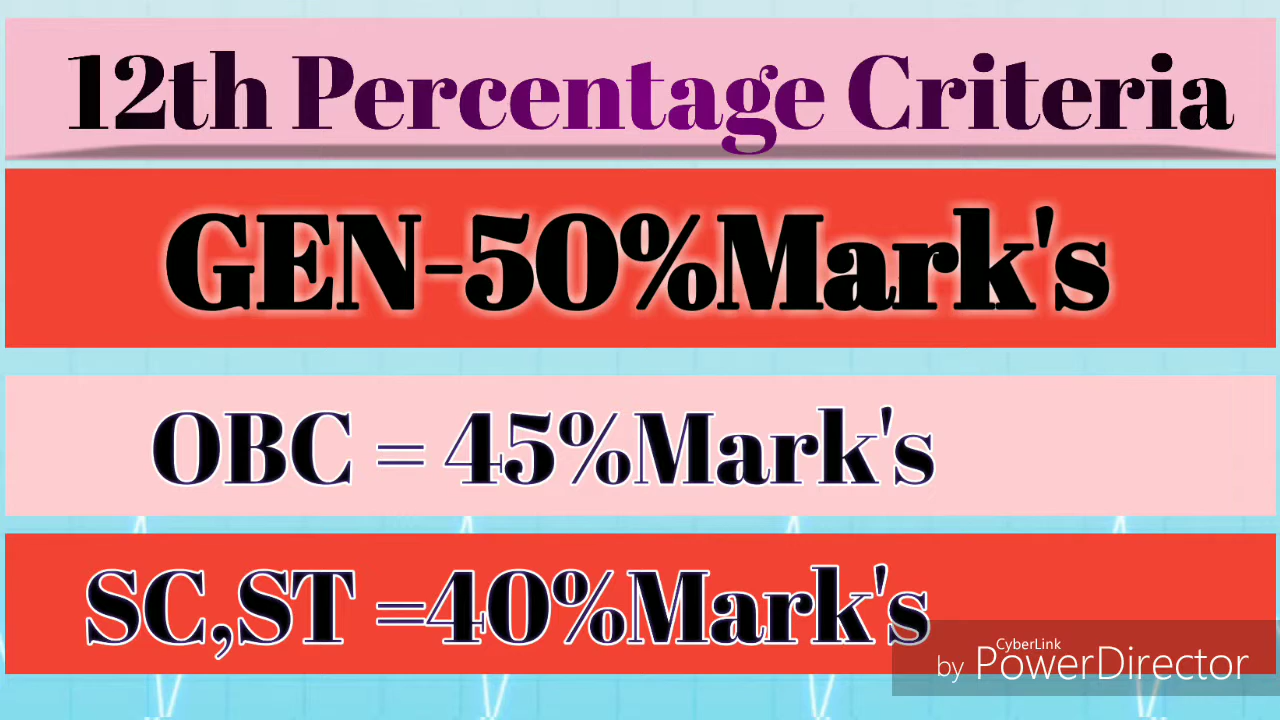 12th Percentage Criteria
GEN-50%Mark's
OBC = 45%Mark's
SC,ST =40%Mark's
CyberLink
by PowerDirector